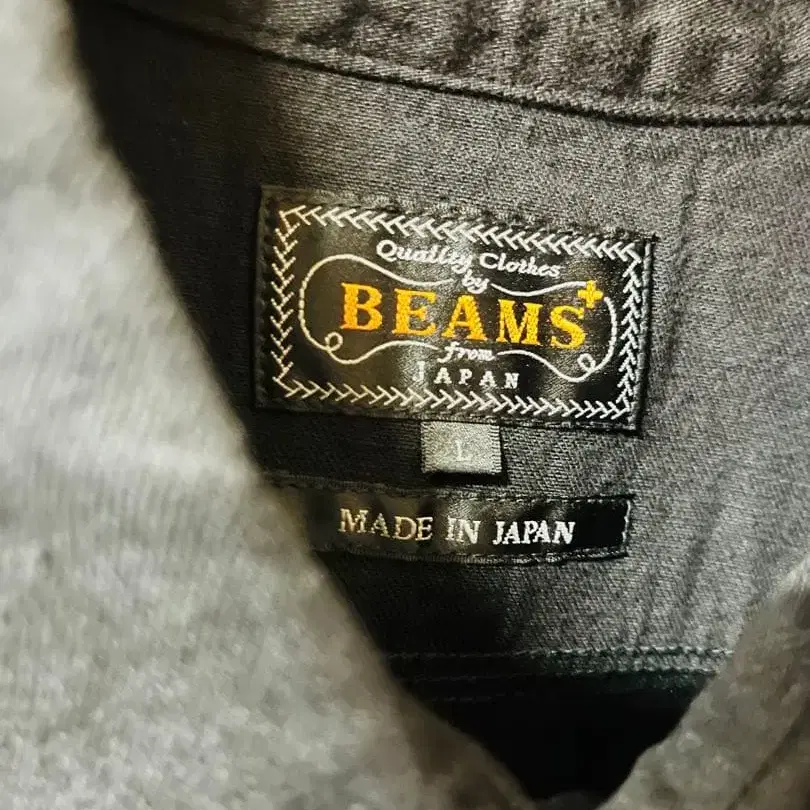 Quality Clothes
by
BEAMS+
from
JAPAN
L
MADE IN JAPAN